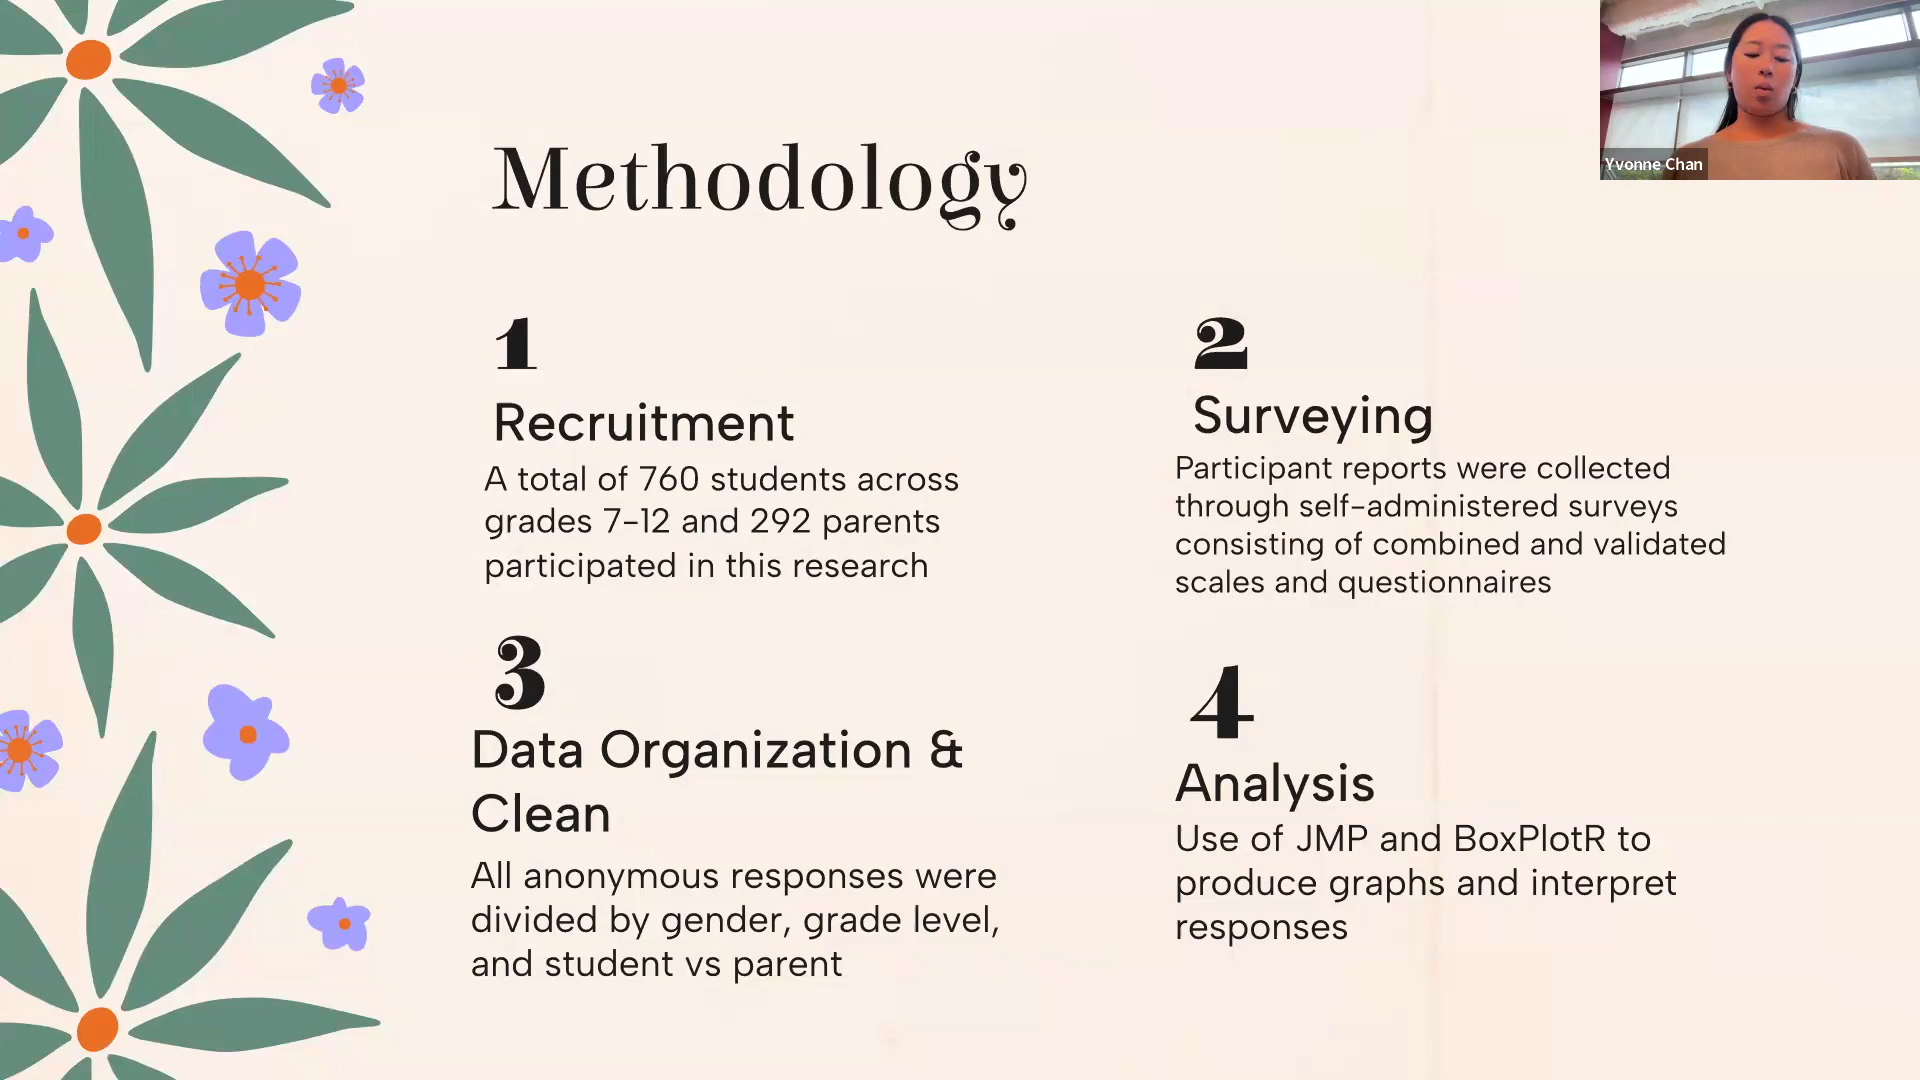 Yvonne Chan
Methodology
1
Recruitment
A total of 760 students across
grades 7-12 and 292 parents
participated in this research
2
Surveying
Participant reports were collected
through self-administered surveys
consisting of combined and validated
scales and questionnaires
3
Data Organization &
Clean
All anonymous responses were
divided by gender, grade level,
and student vs parent
4
Analysis
Use of JMP and BoxPlotR to
produce graphs and interpret
responses